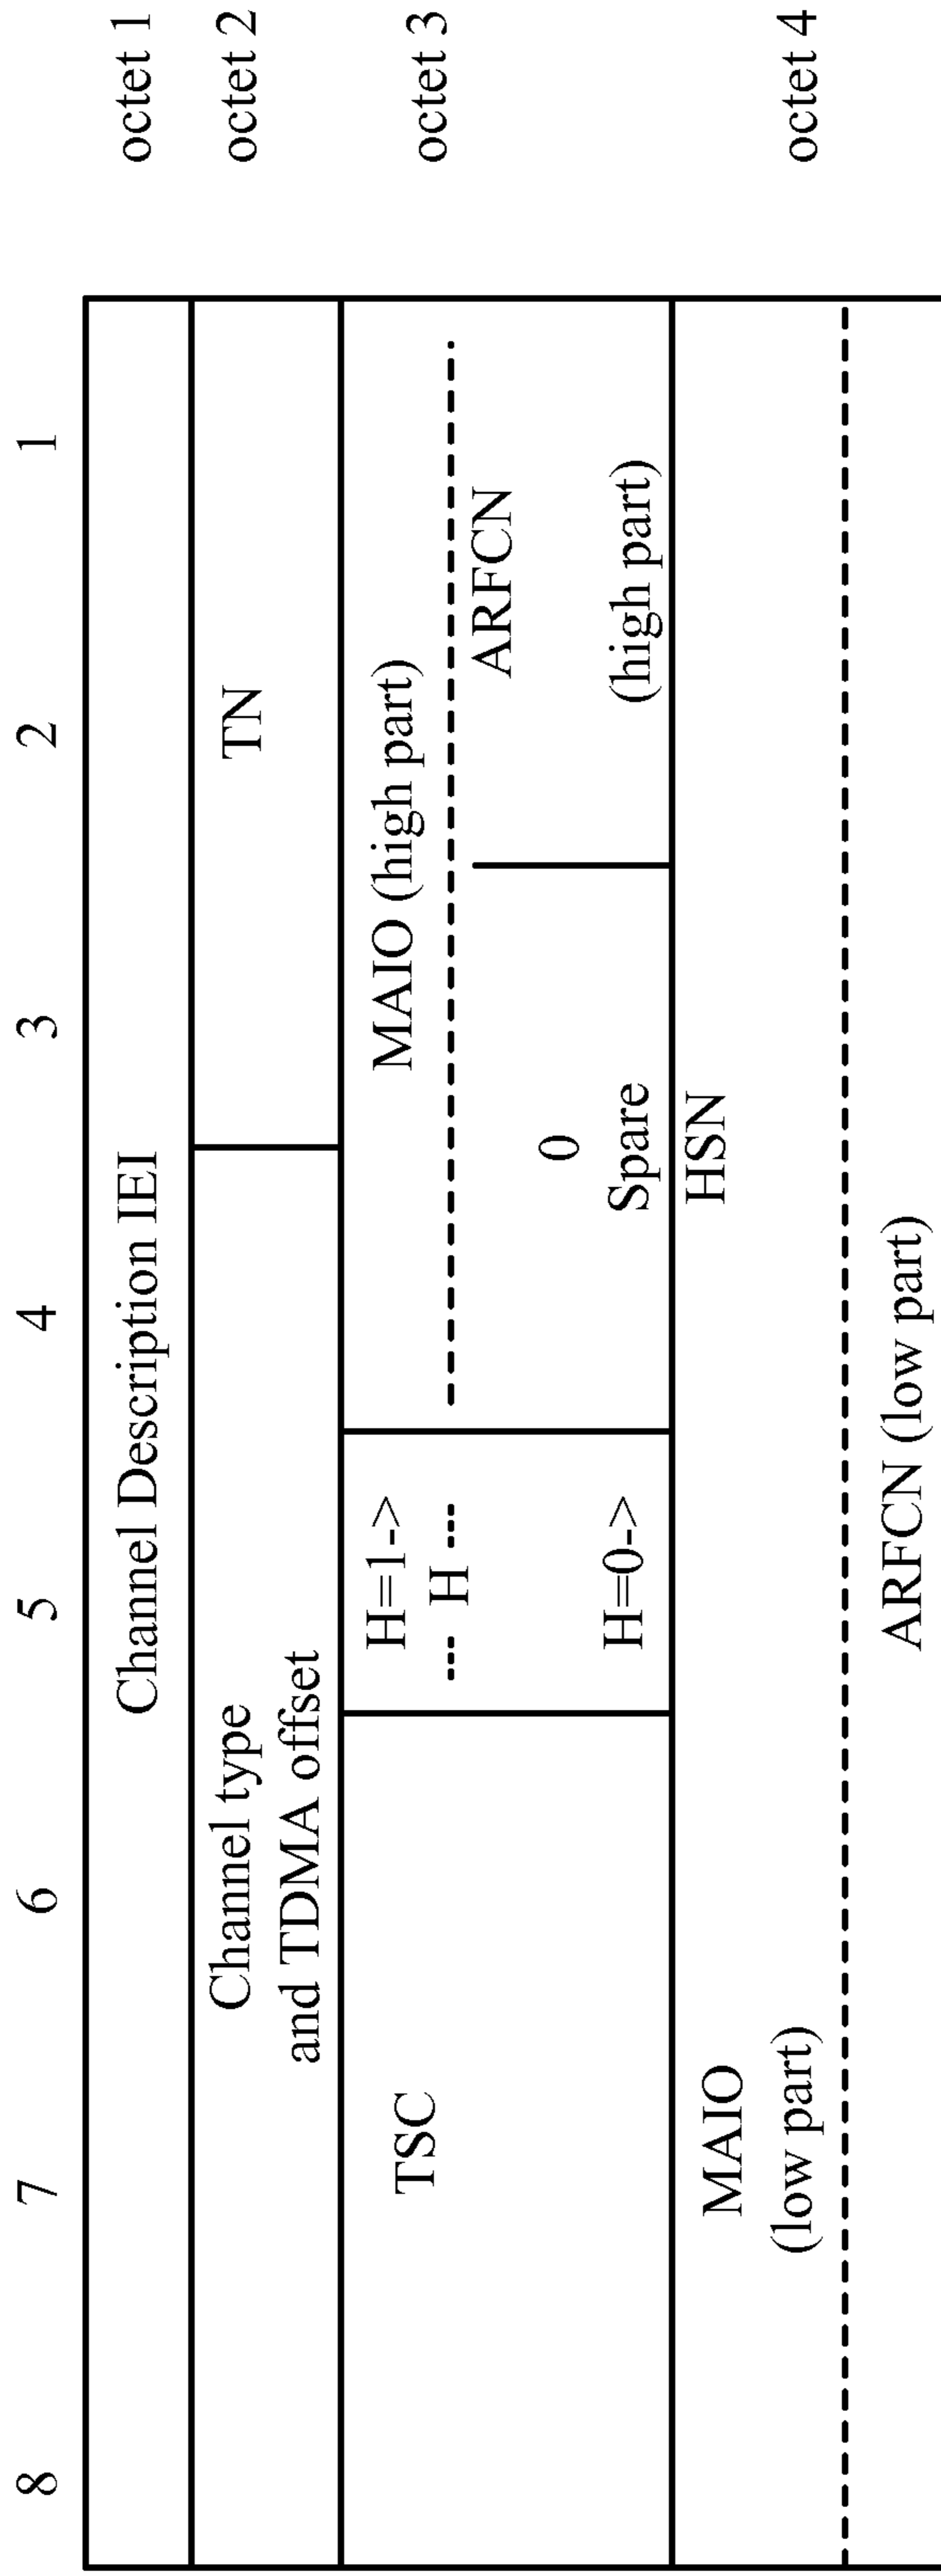 8 7 6 5 4 3 2 1
Channel Description IEI octet 1
Channel type TN octet 2
and TDMA offset
H=1-> MAIO (high part)
TSC H octet 3
ARFCN
0
H=0-> Spare (high part)
MAIO HSN
(low part) octet 4
ARFCN (low part)